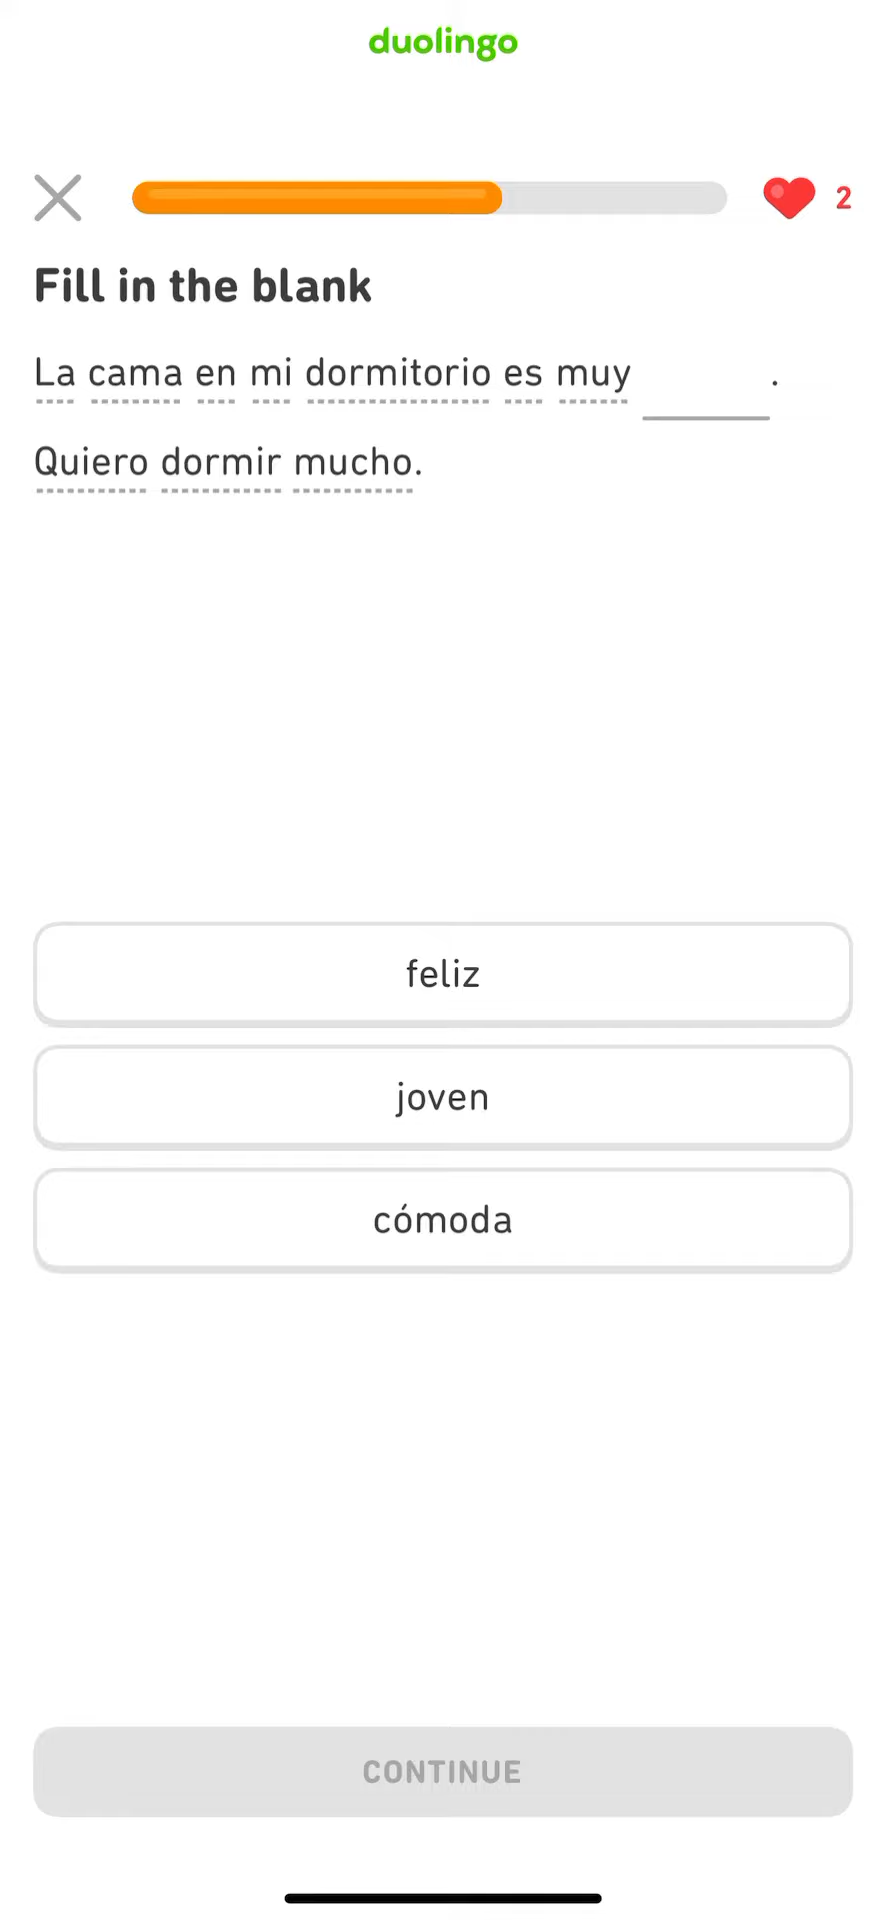 duolingo
2
Fill in the blank
La cama en mi dormitorio es muy ______.
Quiero dormir mucho.
feliz
joven
cómoda
CONTINUE